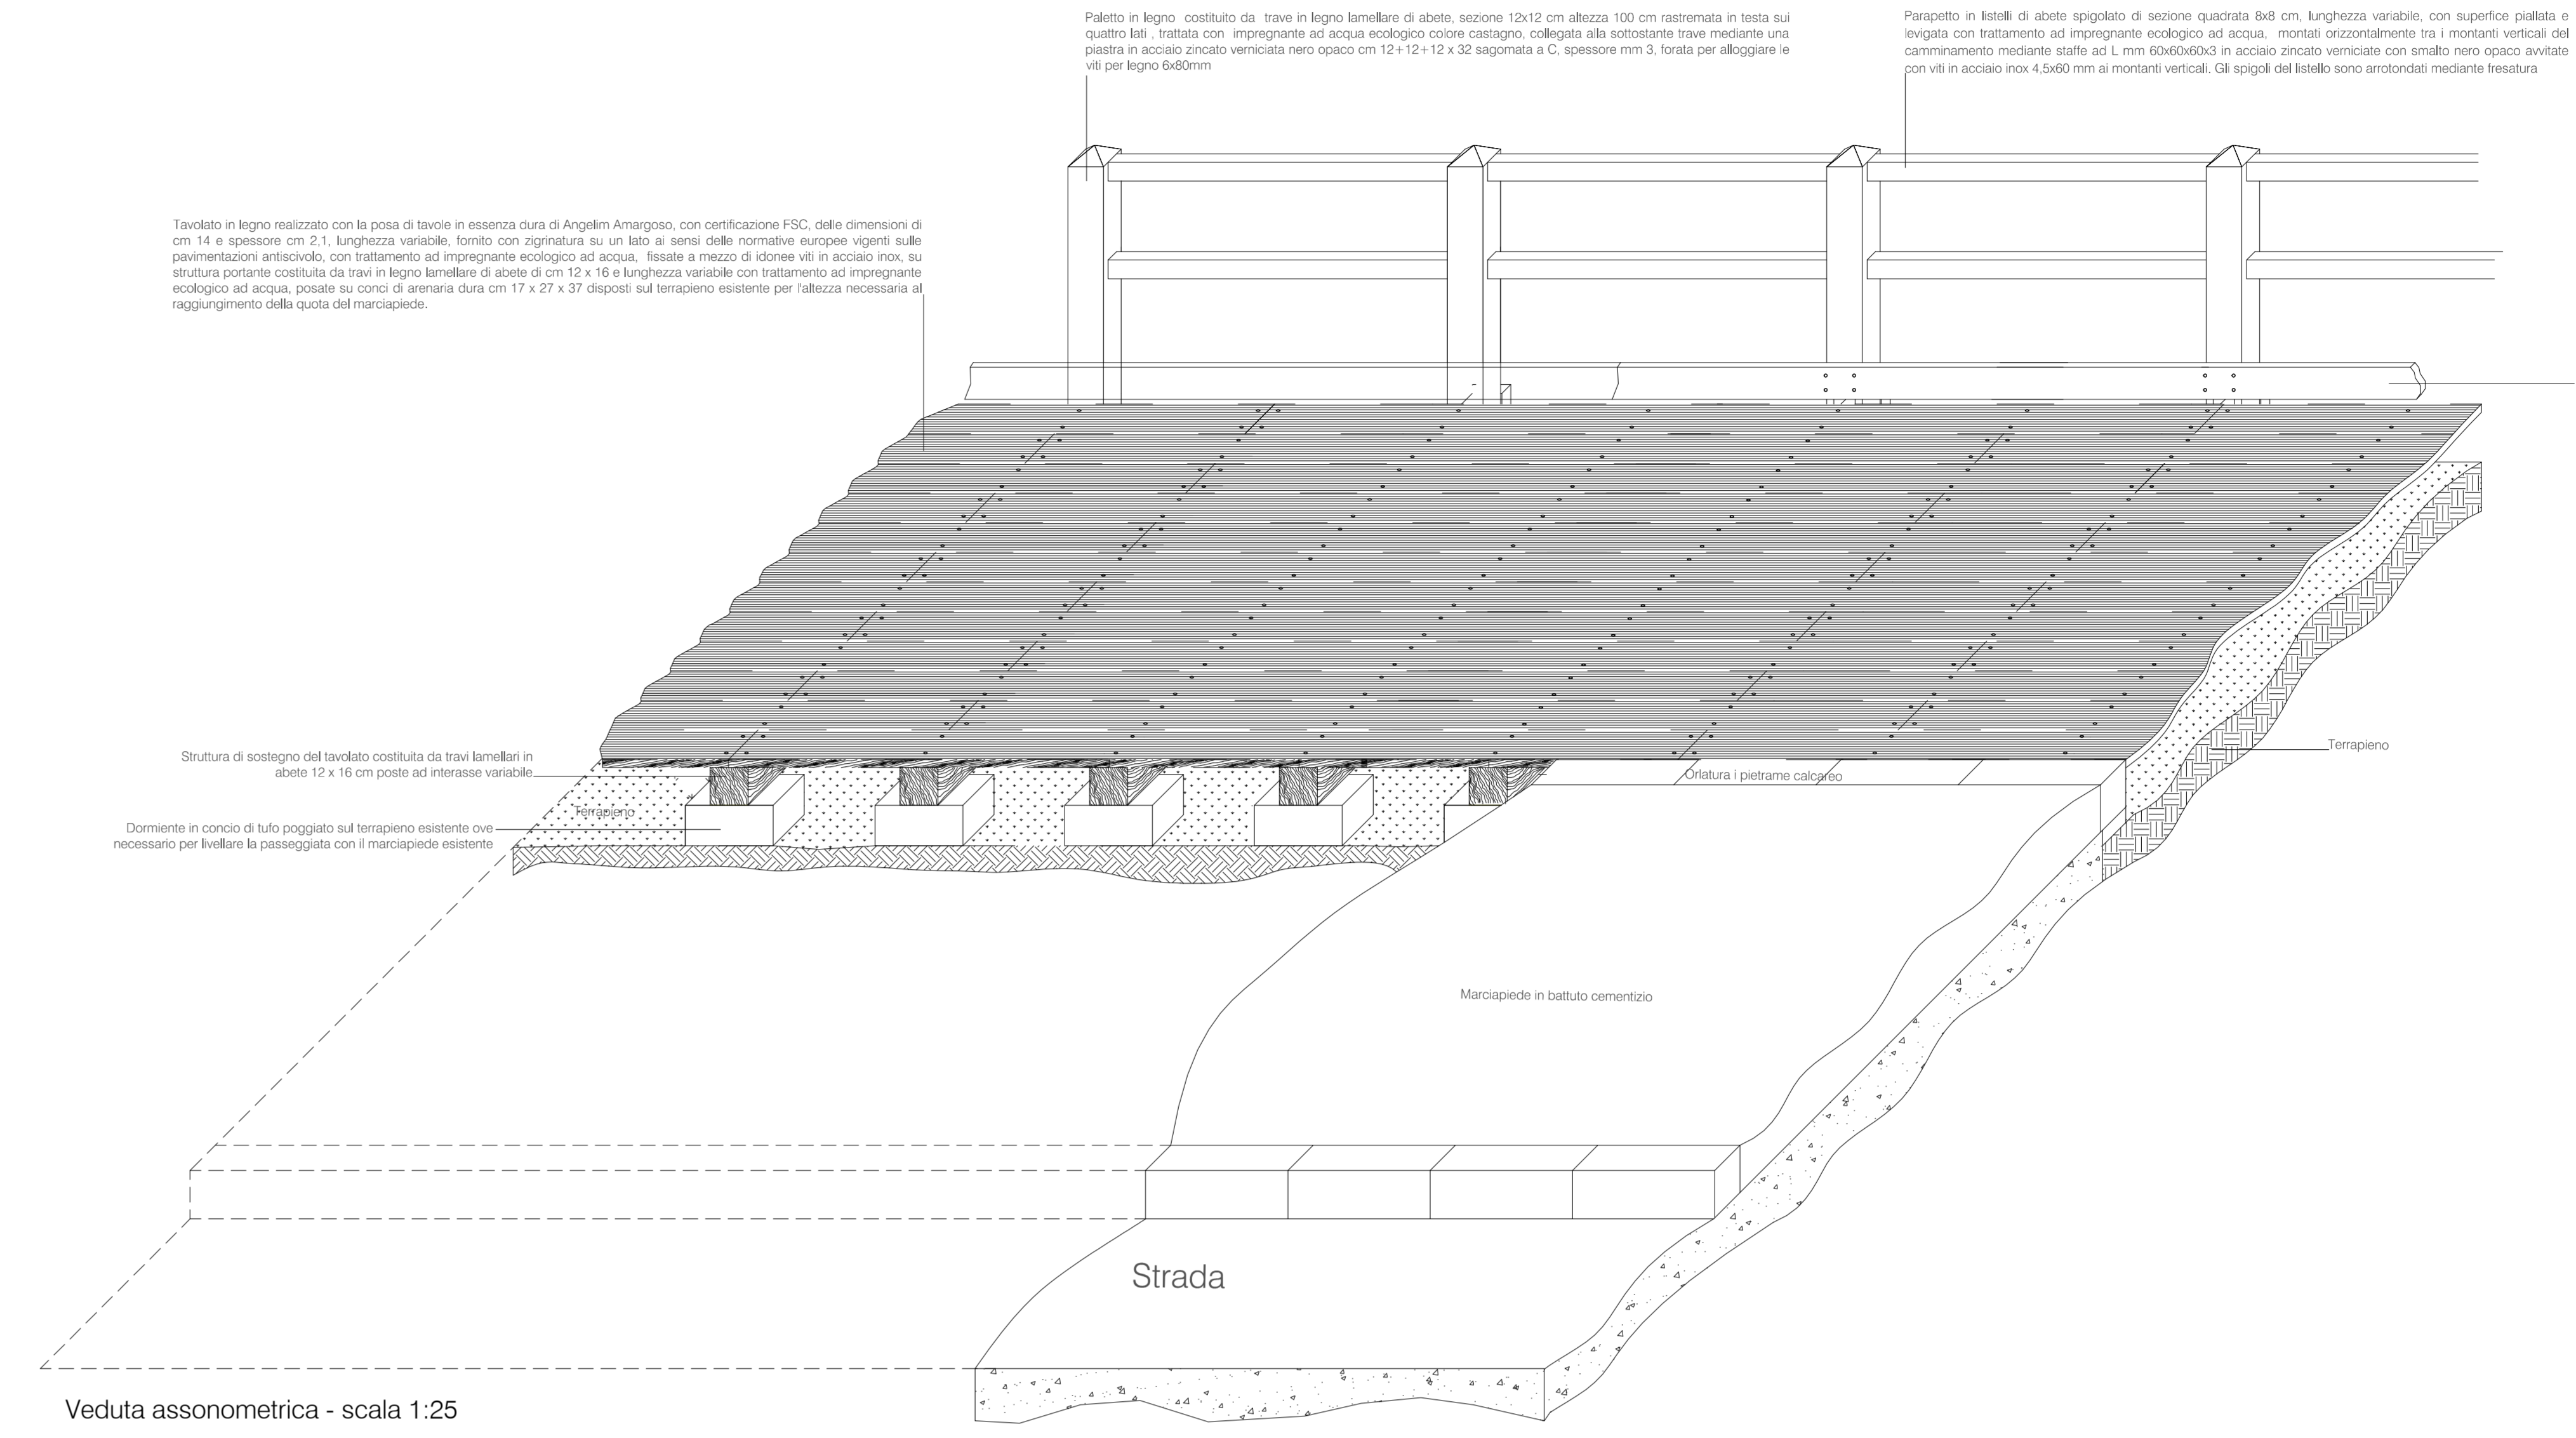 Paletto in legno costituito da trave in legno lamellare di abete, sezione 12x12 cm altezza 100 cm rastremata in testa sui
quattro lati , trattata con impregnante ad acqua ecologico colore castagno, collegata alla sottostante trave mediante una
piastra in acciaio zincato verniciata nero opaco cm 12+12+12 x 32 sagomata a C, spessore mm 3, forata per alloggiare le
viti per legno 6x80mm
Parapetto in listelli di abete spigolato di sezione quadrata 8x8 cm, lunghezza variabile, con superfice piallata e
levigata con trattamento ad impregnante ecologico ad acqua, montati orizzontalmente tra i montanti verticali del
camminamento mediante staffe ad L mm 60x60x60x3 in acciaio zincato verniciate con smalto nero opaco avvitate
con viti in acciaio inox 4,5x60 mm ai montanti verticali. Gli spigoli del listello sono arrotondati mediante fresatura
Tavolato in legno realizzato con la posa di tavole in essenza dura di Angelim Amargoso, con certificazione FSC, delle dimensioni di
cm 14 e spessore cm 2,1, lunghezza variabile, fornito con zigrinatura su un lato ai sensi delle normative europee vigenti sulle
pavimentazioni antiscivolo, con trattamento ad impregnante ecologico ad acqua, fissate a mezzo di idonee viti in acciaio inox, su
struttura portante costituita da travi in legno lamellare di abete di cm 12 x 16 e lunghezza variabile con trattamento ad impregnante
ecologico ad acqua, posate su conci di arenaria dura cm 17 x 27 x 37 disposti sul terrapieno esistente per l'altezza necessaria al
raggiungimento della quota del marciapiede.
Struttura di sostegno del tavolato costituita da travi lamellari in
abete 12 x 16 cm poste ad interasse variabile
Terrapieno
Orlatura i pietrame calcareo
Terrapieno
Dormiente in concio di tufo poggiato sul terrapieno esistente ove
necessario per livellare la passeggiata con il marciapiede esistente
Marciapiede in battuto cementizio
Strada
Veduta assonometrica - scala 1:25